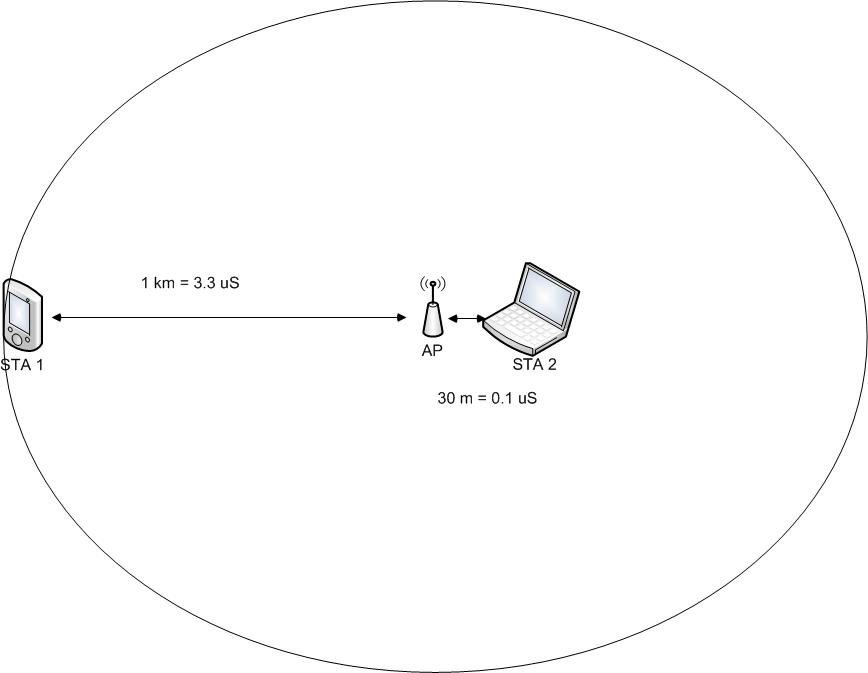 1 km = 3.3 uS
STA 1
AP
STA 2
30 m = 0.1 uS